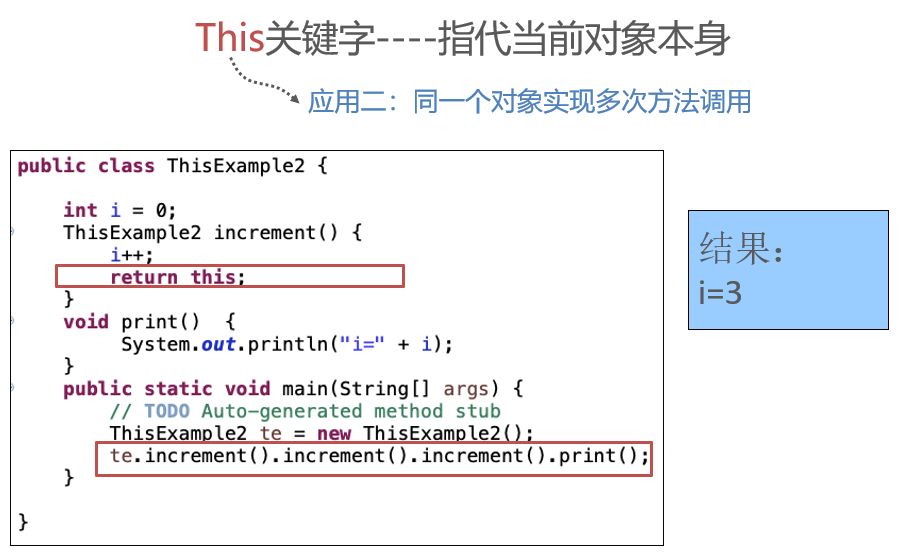 This关键字----指代当前对象本身
应用二：同一个对象实现多次方法调用
public class ThisExample2 {
int i = 0;
ThisExample2 increment() {
i++;
return this;
}
void print()  {
System.out.println("i=" + i);
}
public static void main(String[] args) {
// TODO Auto-generated method stub
ThisExample2 te = new ThisExample2();
te.increment().increment().increment().print();
}
}
结果：
i=3